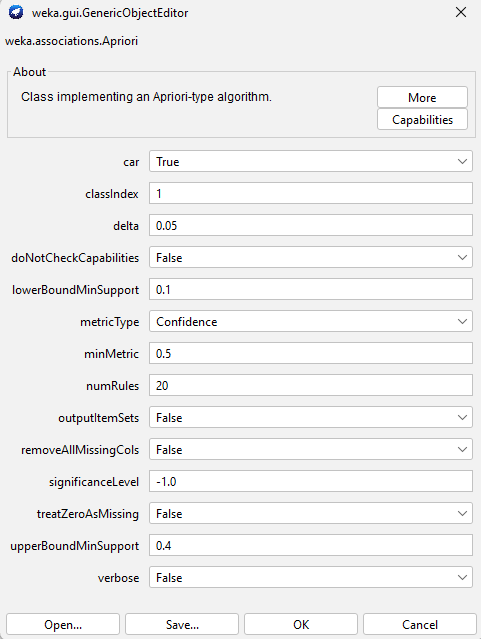 weka.gui.GenericObjectEditor
weka.associations.Apriori
About
Class implementing an Apriori-type algorithm.
More
Capabilities
car True
classIndex 1
delta 0.05
doNotCheckCapabilities False
lowerBoundMinSupport 0.1
metricType Confidence
minMetric 0.5
numRules 20
outputItemSets False
removeAllMissingCols False
significanceLevel -1.0
treatZeroAsMissing False
upperBoundMinSupport 0.4
verbose False
Open... Save... OK Cancel